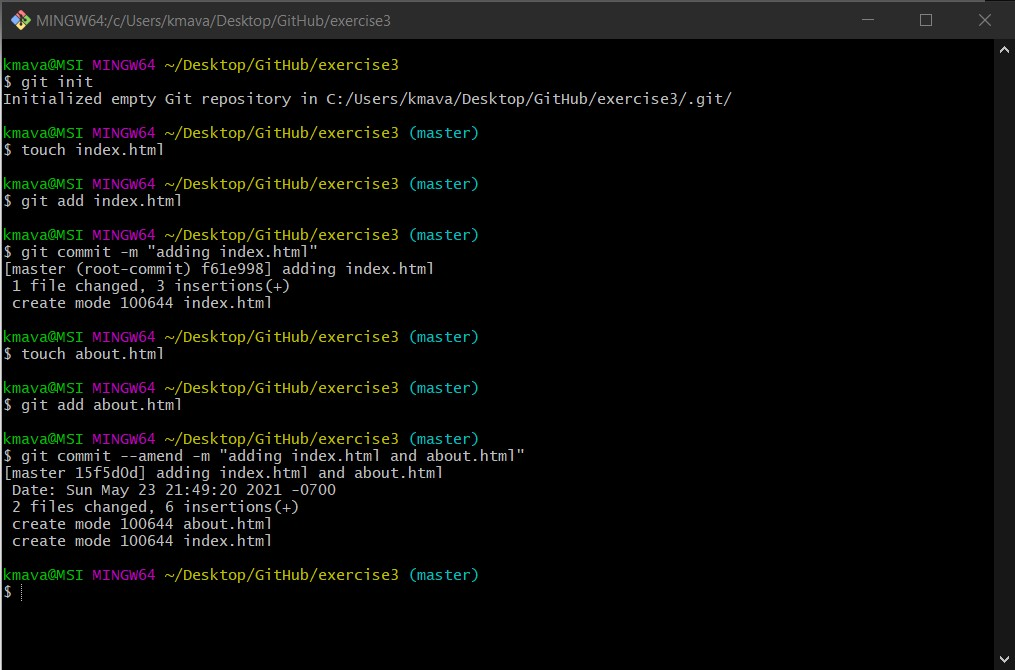 MINGW64:/c/Users/kmava/Desktop/GitHub/exercise3
kmava@MSI MINGW64 ~/Desktop/GitHub/exercise3
$ git init
Initialized empty Git repository in C:/Users/kmava/Desktop/GitHub/exercise3/.git/
kmava@MSI MINGW64 ~/Desktop/GitHub/exercise3 (master)
$ touch index.html
kmava@MSI MINGW64 ~/Desktop/GitHub/exercise3 (master)
$ git add index.html
kmava@MSI MINGW64 ~/Desktop/GitHub/exercise3 (master)
$ git commit -m "adding index.html"
[master (root-commit) f61e998] adding index.html
 1 file changed, 3 insertions(+)
 create mode 100644 index.html
kmava@MSI MINGW64 ~/Desktop/GitHub/exercise3 (master)
$ touch about.html
kmava@MSI MINGW64 ~/Desktop/GitHub/exercise3 (master)
$ git add about.html
kmava@MSI MINGW64 ~/Desktop/GitHub/exercise3 (master)
$ git commit --amend -m "adding index.html and about.html"
[master 15f5d0d] adding index.html and about.html
 Date: Sun May 23 21:49:20 2021 -0700
 2 files changed, 6 insertions(+)
 create mode 100644 about.html
 create mode 100644 index.html
kmava@MSI MINGW64 ~/Desktop/GitHub/exercise3 (master)
$